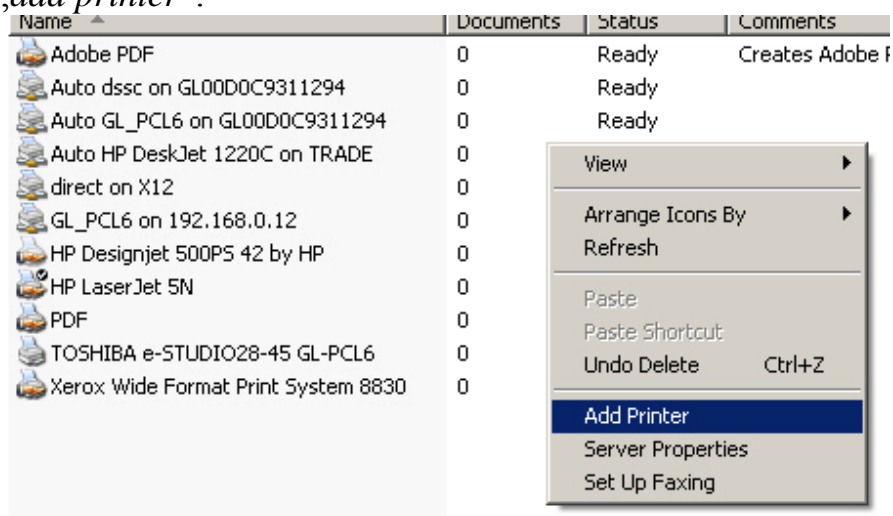 „add printer“.
Name Documents Status Comments
Adobe PDF 0 Ready Creates Adobe
Auto dssc on GL00D0C9311294 0 Ready
Auto GL_PCL6 on GL00D0C9311294 0 Ready
Auto HP DeskJet 1220C on TRADE 0
direct on X12 0
GL_PCL6 on 192.168.0.12 0
HP Designjet 500PS 42 by HP 0
HP LaserJet 5N 0
PDF 0
TOSHIBA e-STUDIO28-45 GL-PCL6 0
Xerox Wide Format Print System 8830 0
View
Arrange Icons By
Refresh
Paste
Paste Shortcut
Undo Delete Ctrl+Z
Add Printer
Server Properties
Set Up Faxing